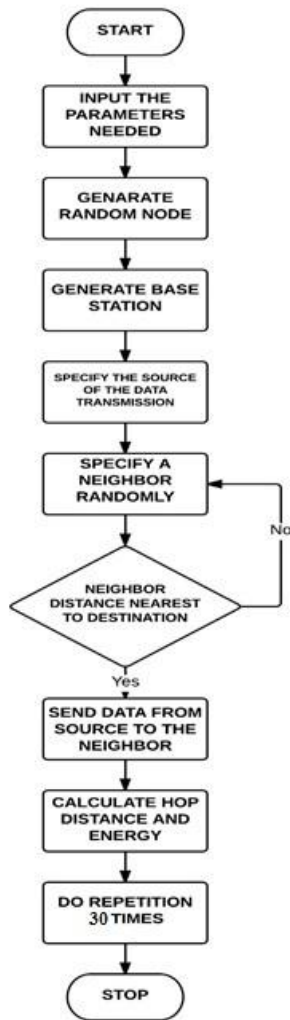 START
INPUT THE
PARAMETERS
NEEDED
GENARATE
RANDOM NODE
GENERATE BASE
STATION
SPECIFY THE SOURCE
OF THE DATA
TRANSMISSION
SPECIFY A
NEIGHBOR
RANDOMLY
No
NEIGHBOR
DISTANCE NEAREST
TO DESTINATION
Yes
SEND DATA FROM
SOURCE TO THE
NEIGHBOR
CALCULATE HOP
DISTANCE AND
ENERGY
DO REPETITION
30 TIMES
STOP